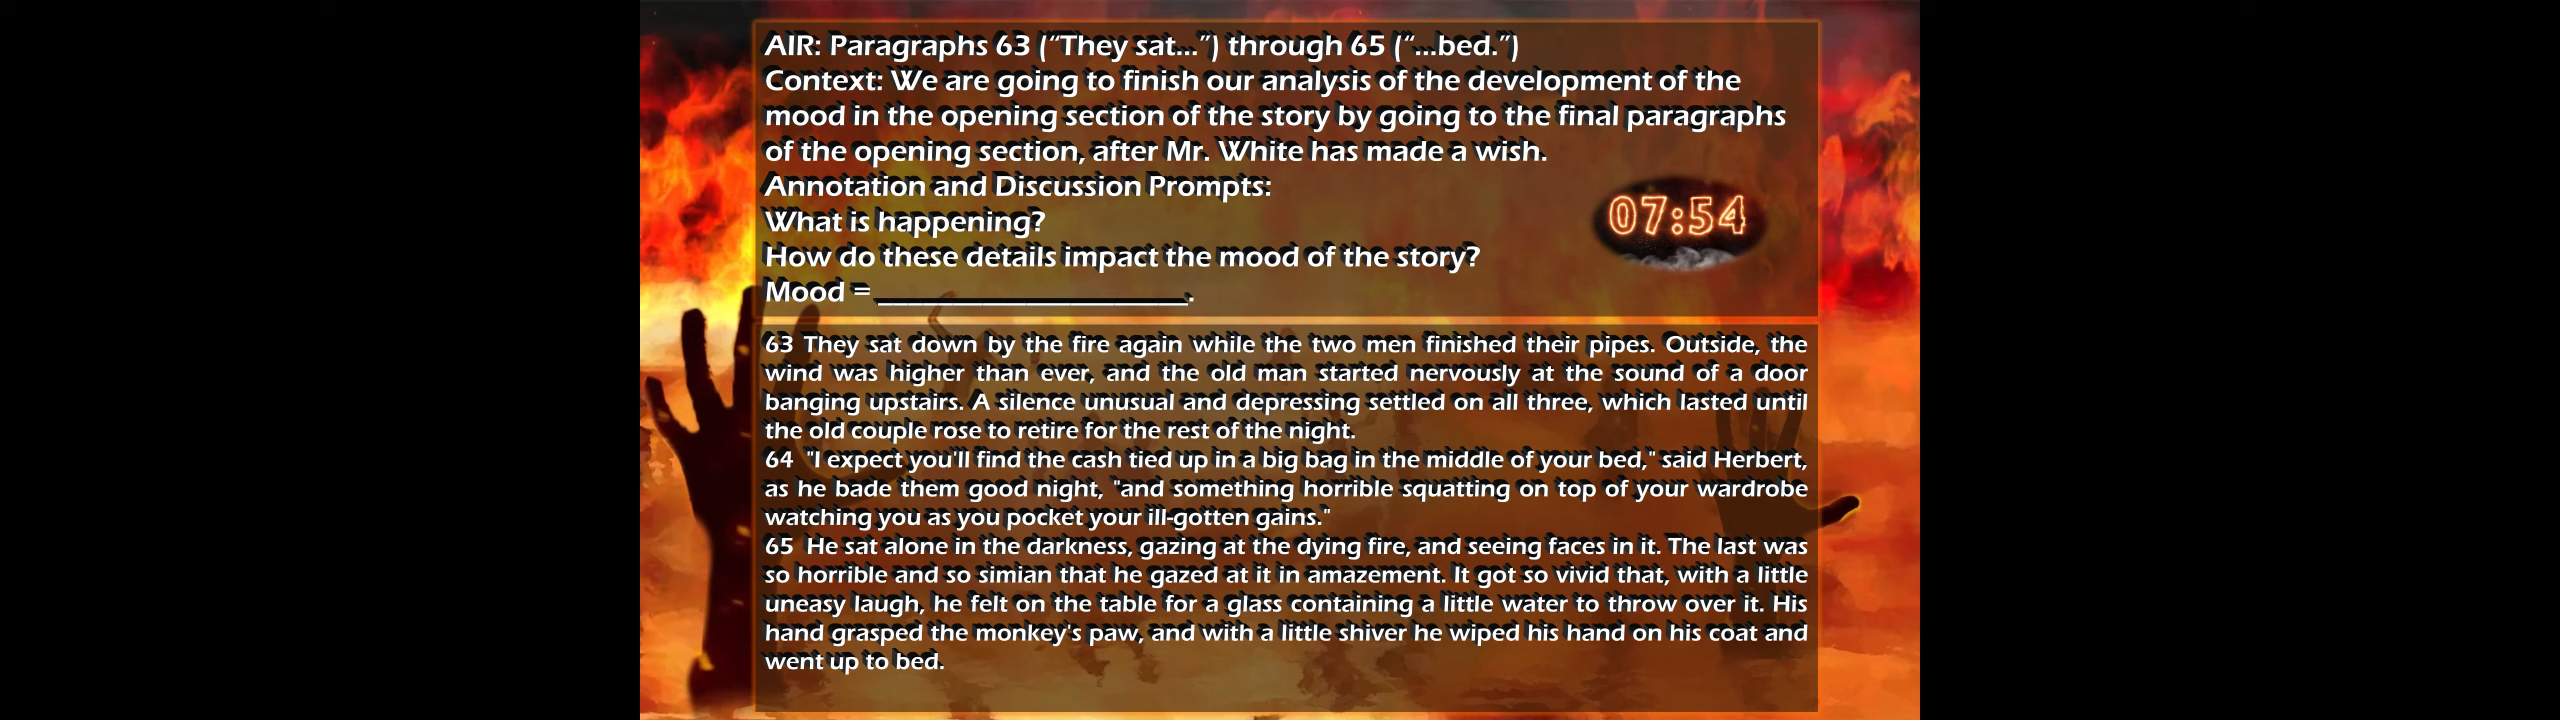 AIR: Paragraphs 63 (“They sat...”) through 65 (“...bed.”)
Context: We are going to finish our analysis of the development of the
mood in the opening section of the story by going to the final paragraphs
of the opening section, after Mr. White has made a wish.
Annotation and Discussion Prompts:
What is happening?
How do these details impact the mood of the story?
Mood = ____________________.
07:54
63 They sat down by the fire again while the two men finished their pipes. Outside, the
wind was higher than ever, and the old man started nervously at the sound of a door
banging upstairs. A silence unusual and depressing settled on all three, which lasted until
the old couple rose to retire for the rest of the night.
64 "I expect you'll find the cash tied up in a big bag in the middle of your bed," said Herbert,
as he bade them good night, "and something horrible squatting on top of your wardrobe
watching you as you pocket your ill-gotten gains."
65 He sat alone in the darkness, gazing at the dying fire, and seeing faces in it. The last was
so horrible and so simian that he gazed at it in amazement. It got so vivid that, with a little
uneasy laugh, he felt on the table for a glass containing a little water to throw over it. His
hand grasped the monkey's paw, and with a little shiver he wiped his hand on his coat and
went up to bed.